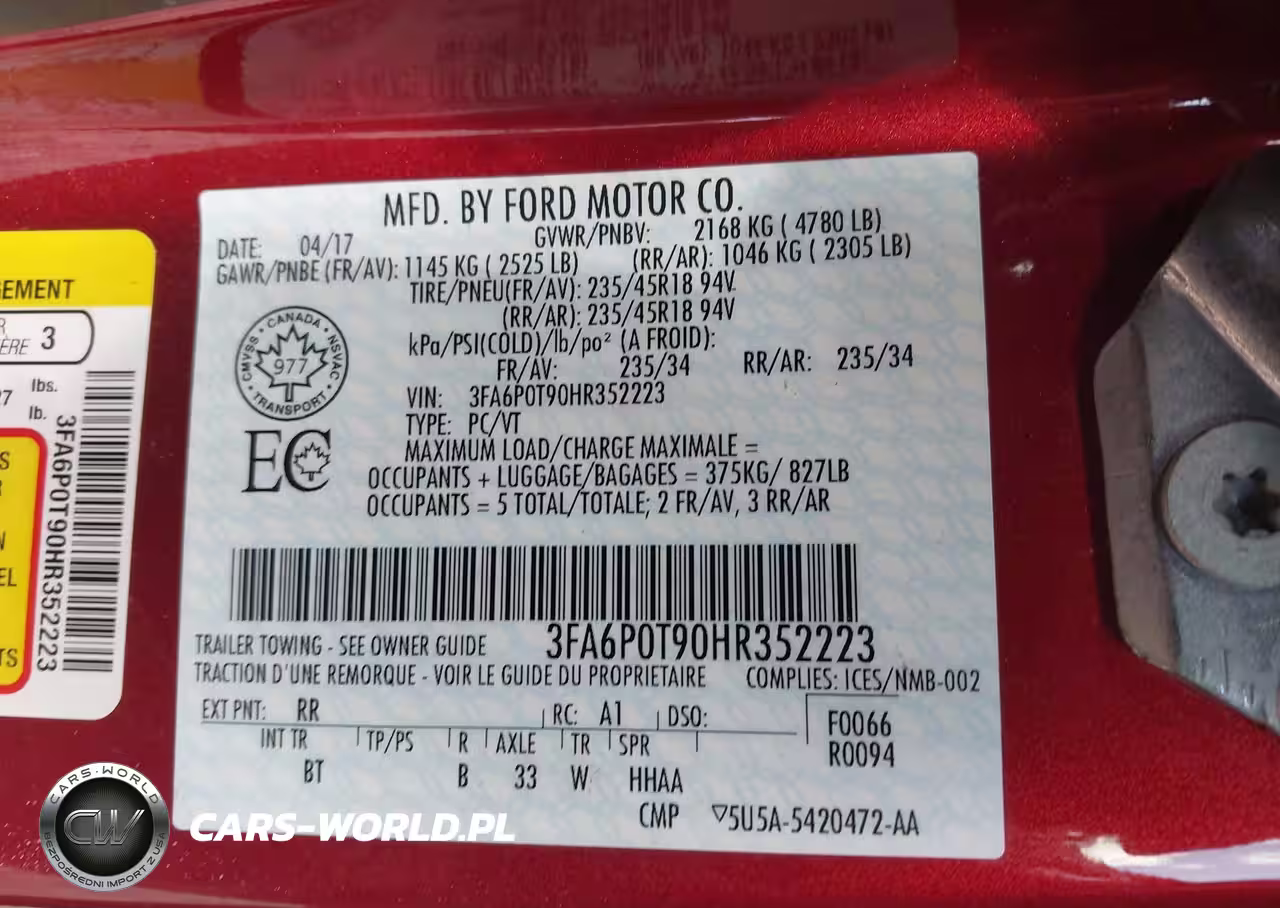 MFD. BY FORD MOTOR CO.
DATE: 04/17 GVWR/PNBV: 2168 KG ( 4780 LB)
GAWR/PNBE (FR/AV): 1145 KG ( 2525 LB) (RR/AR): 1046 KG ( 2305 LB)
TIRE/PNEU(FR/AV): 235/45R18 94V
(RR/AR): 235/45R18 94V
kPa/PSI(COLD)/lb/po² (A FROID):
FR/AV: 235/34 RR/AR: 235/34
VIN: 3FA6P0T90HR352223
TYPE: PC/VT
MAXIMUM LOAD/CHARGE MAXIMALE =
OCCUPANTS + LUGGAGE/BAGAGES = 375KG/ 827LB
OCCUPANTS = 5 TOTAL/TOTALE; 2 FR/AV, 3 RR/AR
CANADA
CMVSS 977 NSVAC
TRANSPORT
EC
3FA6P0T90HR352223
TRAILER TOWING - SEE OWNER GUIDE
TRACTION D'UNE REMORQUE - VOIR LE GUIDE DU PROPRIETAIRE COMPLIES: ICES/NMB-002
EXT PNT: RR RC: A1 DSO: F0066
INT TR TP/PS R AXLE TR SPR R0094
BT B 33 W HHAA
CMP ▽5U5A-5420472-AA
3
lbs.
lb.
3FA6P0T90HR352223
CARS-WORLD
CW
BEZPOŚREDNI IMPORT Z USA
CARS-WORLD.PL